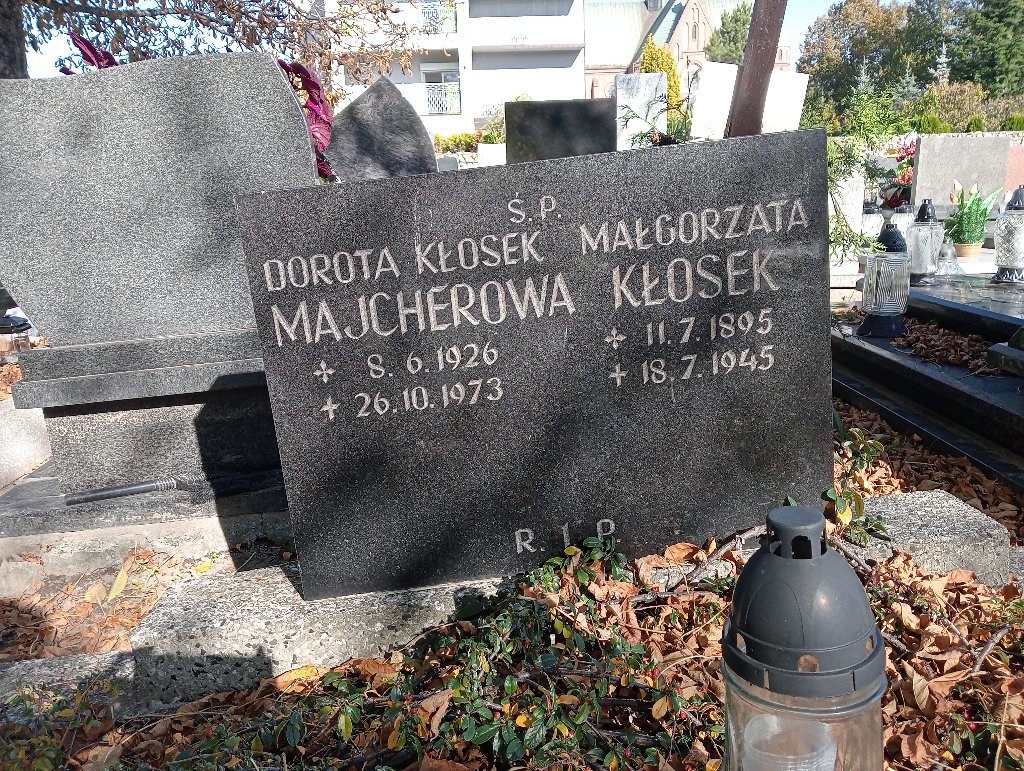 Ś.P.
DOROTA KŁOSEK
MAJCHEROWA
8.6.1926
26.10.1973
MAŁGORZATA
KŁOSEK
11.7.1895
18.7.1945
R.I.P.